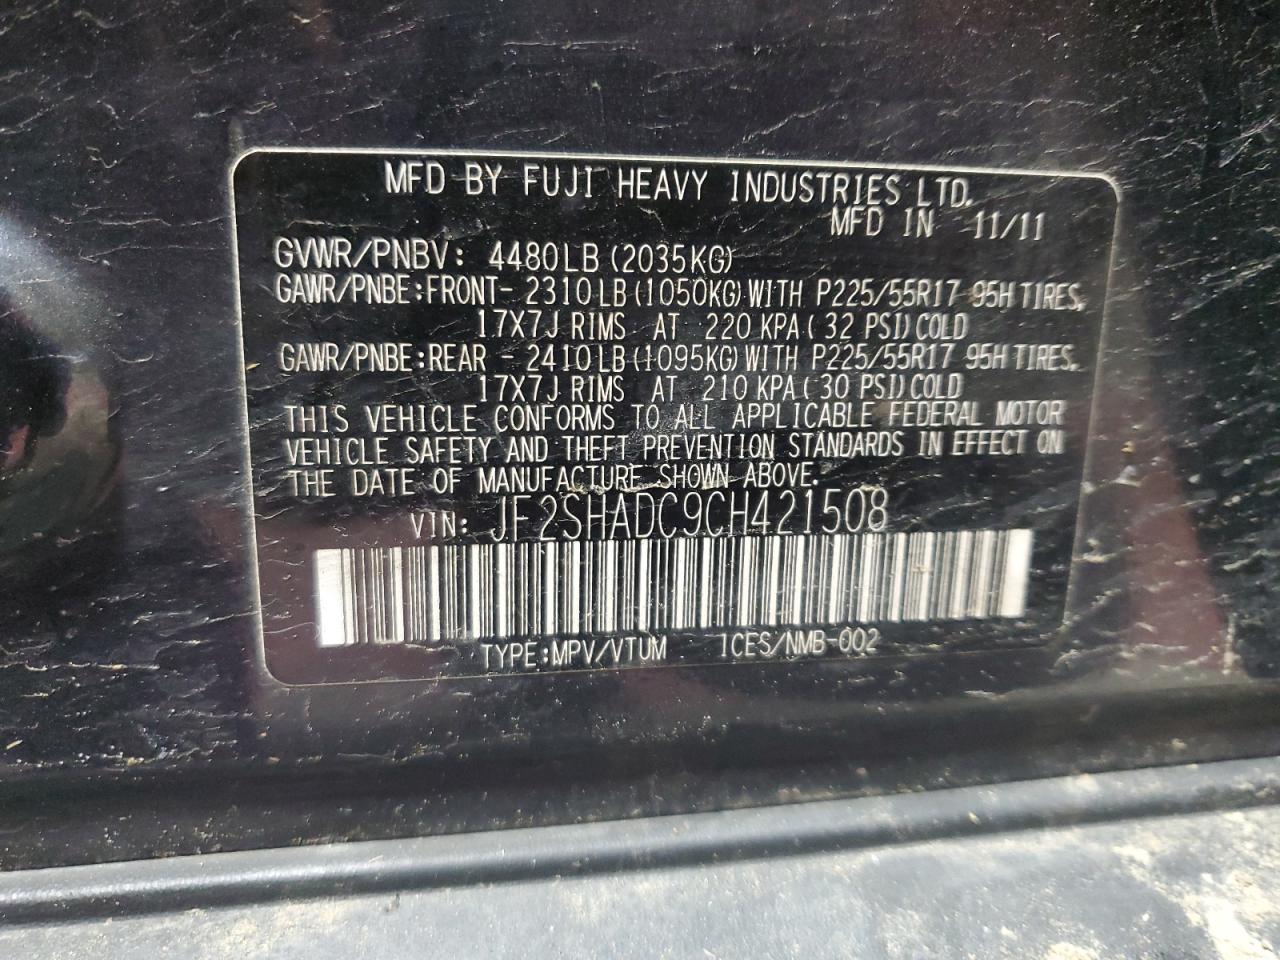 MFD BY FUJI HEAVY INDUSTRIES LTD.
MFD IN 11/11
GVWR/PNBV: 4480LB (2035KG)
GAWR/PNBE:FRONT- 2310 LB (1050KG) WITH P225/55R17 95H TIRES,
17X7J RIMS AT 220 KPA ( 32 PSI) COLD
GAWR/PNBE:REAR - 2410 LB (1095KG) WITH P225/55R17 95H TIRES.
17X7J RIMS AT 210 KPA ( 30 PSI) COLD
THIS VEHICLE CONFORMS TO ALL APPLICABLE FEDERAL MOTOR
VEHICLE SAFETY AND THEFT PREVENTION STANDARDS IN EFFECT ON
THE DATE OF MANUFACTURE SHOWN ABOVE.
VIN: JF2SHADC9CH421508
TYPE:MPV/VTUM ICES/NMB-002